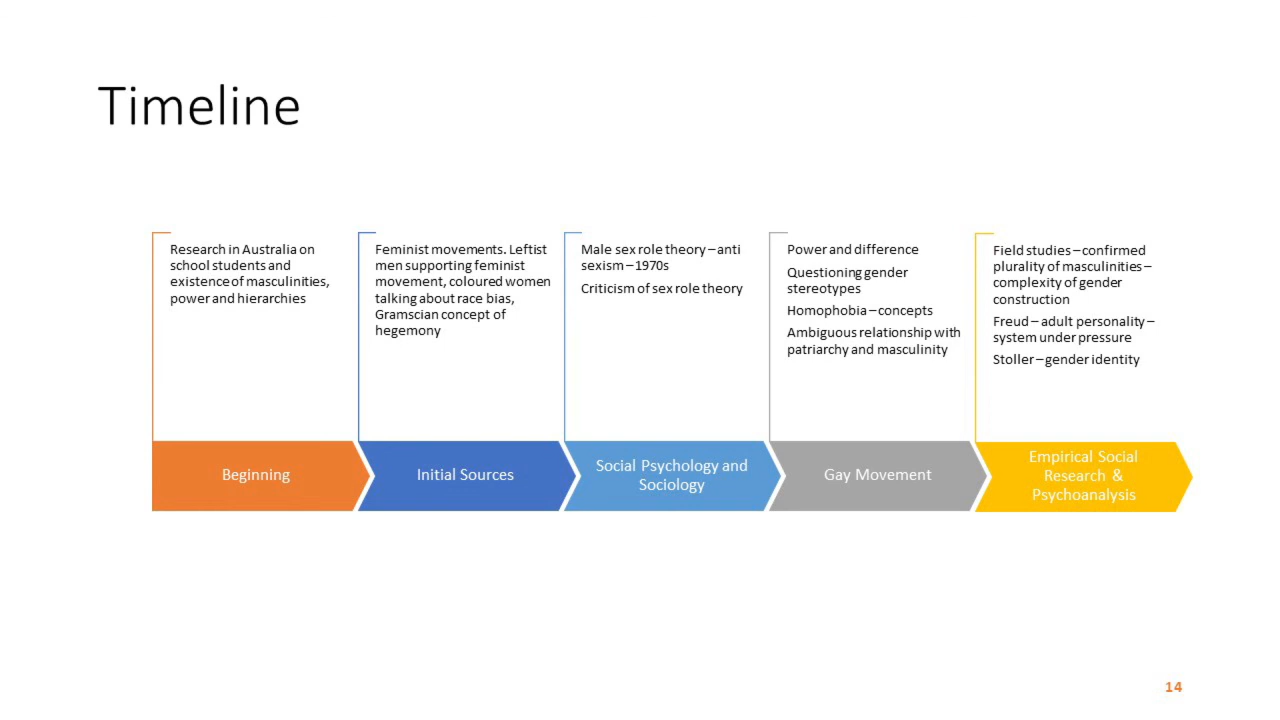 Timeline
Research in Australia on
school students and
existence of masculinities,
power and hierarchies
Feminist movements. Leftist
men supporting feminist
movement, coloured women
talking about race bias,
Gramscian concept of
hegemony
Male sex role theory – anti
sexism – 1970s
Criticism of sex role theory
Power and difference
Questioning gender
stereotypes
Homophobia – concepts
Ambiguous relationship with
patriarchy and masculinity
Field studies – confirmed
plurality of masculinities –
complexity of gender
construction
Freud – adult personality –
system under pressure
Stoller – gender identity
Beginning
Initial Sources
Social Psychology and
Sociology
Gay Movement
Empirical Social
Research &
Psychoanalysis
14